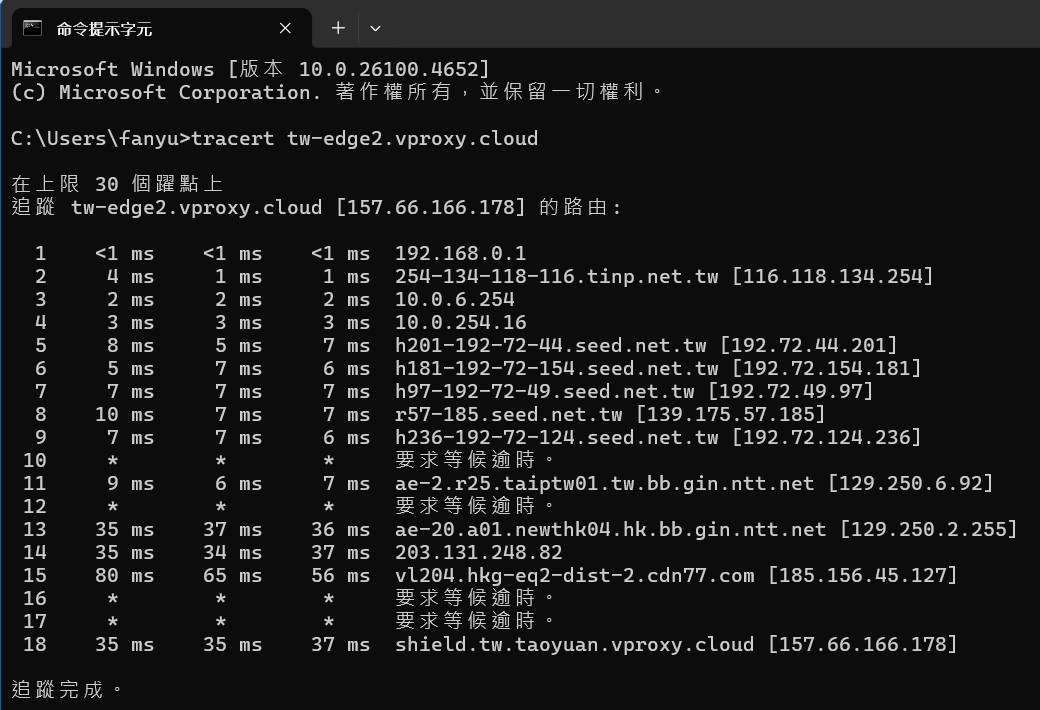 命令提示字元
Microsoft Windows [版本 10.0.26100.4652]
(c) Microsoft Corporation. 著作權所有，並保留一切權利。
C:\Users\fanyu>tracert tw-edge2.vproxy.cloud
在上限 30 個躍點上
追蹤 tw-edge2.vproxy.cloud [157.66.166.178] 的路由:
1 <1 ms <1 ms <1 ms 192.168.0.1
2 4 ms 1 ms 1 ms 254-134-118-116.tinp.net.tw [116.118.134.254]
3 2 ms 2 ms 2 ms 10.0.6.254
4 3 ms 3 ms 3 ms 10.0.254.16
5 8 ms 5 ms 7 ms h201-192-72-44.seed.net.tw [192.72.44.201]
6 5 ms 7 ms 6 ms h181-192-72-154.seed.net.tw [192.72.154.181]
7 7 ms 7 ms 7 ms h97-192-72-49.seed.net.tw [192.72.49.97]
8 10 ms 7 ms 7 ms r57-185.seed.net.tw [139.175.57.185]
9 7 ms 7 ms 6 ms h236-192-72-124.seed.net.tw [192.72.124.236]
10 * * * 要求等候逾時。
11 9 ms 6 ms 7 ms ae-2.r25.taiptw01.tw.bb.gin.ntt.net [129.250.6.92]
12 * * * 要求等候逾時。
13 35 ms 37 ms 36 ms ae-20.a01.newthk04.hk.bb.gin.ntt.net [129.250.2.255]
14 35 ms 34 ms 37 ms 203.131.248.82
15 80 ms 65 ms 56 ms vl204.hkg-eq2-dist-2.cdn77.com [185.156.45.127]
16 * * * 要求等候逾時。
17 * * * 要求等候逾時。
18 35 ms 35 ms 37 ms shield.tw.taoyuan.vproxy.cloud [157.66.166.178]
追蹤完成。